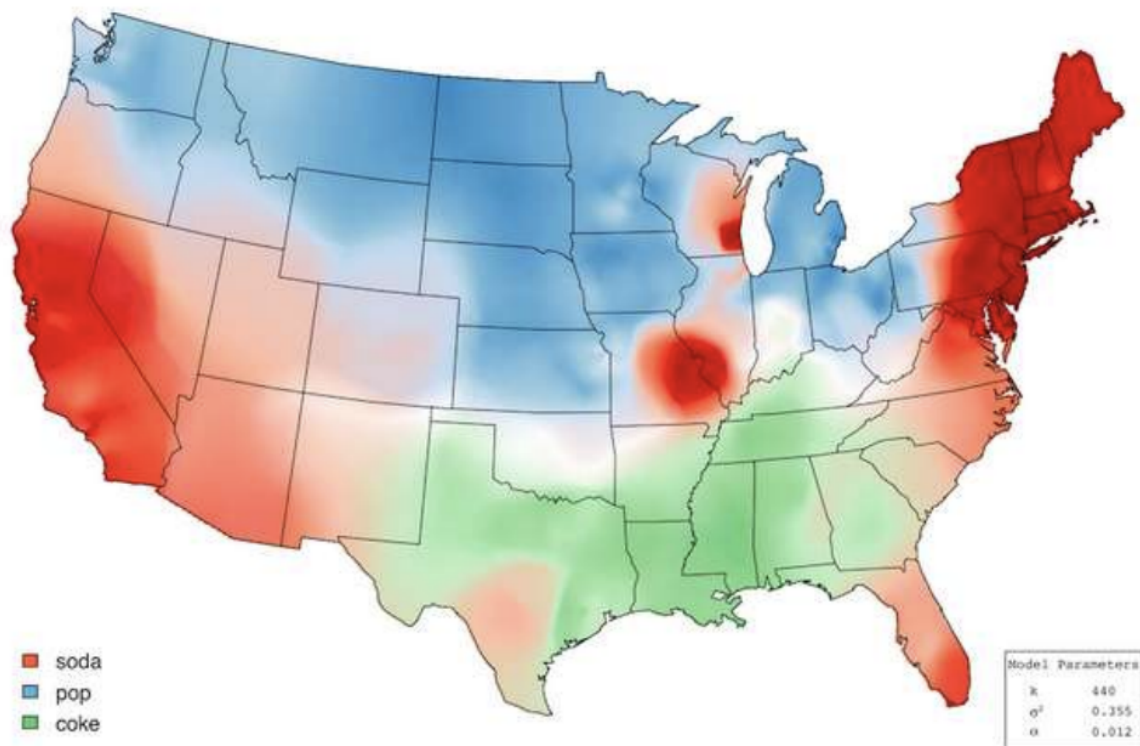 soda
pop
coke
Model Parameters
k 440
σ² 0.355
α 0.012